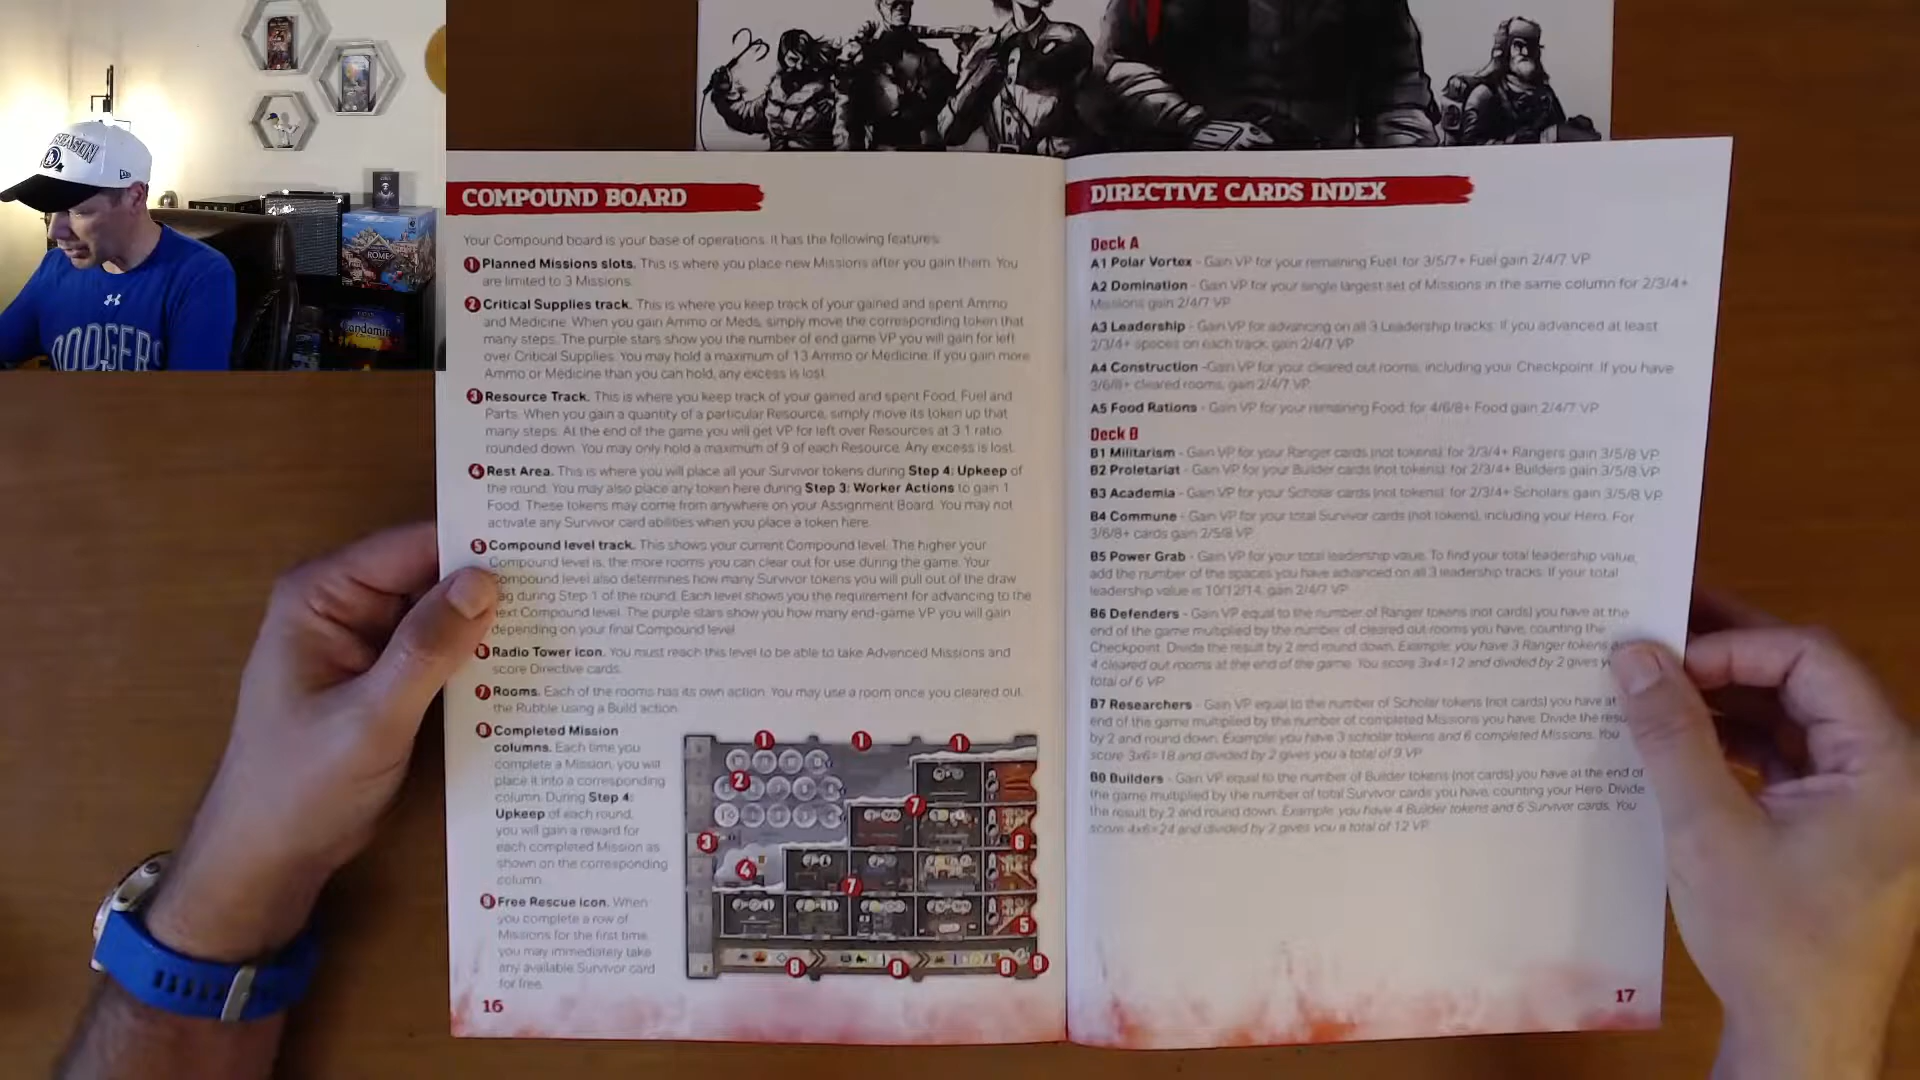 SEASON
DODGERS
ROME
Candamir
COMPOUND BOARD
Your Compound board is your base of operations. It has the following features:
1 Planned Missions slots. This is where you place new Missions after you gain them. You
are limited to 3 Missions.
2 Critical Supplies track. This is where you keep track of your gained and spent Ammo
and Medicine. When you gain Ammo or Meds, simply move the corresponding token that
many steps. The purple stars show you the number of end game VP you will gain for left
over Critical Supplies. You may hold a maximum of 13 Ammo or Medicine. If you gain more
Ammo or Medicine than you can hold, any excess is lost.
3 Resource Track. This is where you keep track of your gained and spent Food, Fuel and
Parts. When you gain a quantity of a particular Resource, simply move its token up that
many steps. At the end of the game you will get VP for left over Resources at 3:1 ratio
rounded down. You may only hold a maximum of 9 of each Resource. Any excess is lost.
4 Rest Area. This is where you will place all your Survivor tokens during Step 4: Upkeep of
the round. You may also place any token here during Step 3: Worker Actions to gain 1
Food. These tokens may come from anywhere on your Assignment Board. You may not
activate any Survivor card abilities when you place a token here.
5 Compound level track. This shows your current Compound level. The higher your
Compound level is, the more rooms you can clear out for use during the game. Your
Compound level also determines how many Survivor tokens you will pull out of the draw
ag during Step 1 of the round. Each level shows you the requirement for advancing to the
next Compound level. The purple stars show you how many end-game VP you will gain
depending on your final Compound level.
6 Radio Tower icon. You must reach this level to be able to take Advanced Missions and
score Directive cards.
7 Rooms. Each of the rooms has its own action. You may use a room once you cleared out
the Rubble using a Build action.
8 Completed Mission
columns. Each time you
complete a Mission, you will
place it into a corresponding
column. During Step 4:
Upkeep of each round,
you will gain a reward for
each completed Mission as
shown on the corresponding
column.
9 Free Rescue icon. When
you complete a row of
Missions for the first time,
you may immediately take
any available Survivor card
for free.
1 1 1
2
7
3 6
4
7
5
8 8 8 9
16
DIRECTIVE CARDS INDEX
Deck A
A1 Polar Vortex - Gain VP for your remaining Fuel: for 3/5/7+ Fuel gain 2/4/7 VP
A2 Domination - Gain VP for your single largest set of Missions in the same column for 2/3/4+
Missions gain 2/4/7 VP.
A3 Leadership - Gain VP for advancing on all 3 Leadership tracks: If you advanced at least
2/3/4+ spaces on each track, gain 2/4/7 VP.
A4 Construction -Gain VP for your cleared out rooms, including your Checkpoint. If you have
3/6/8+ cleared rooms, gain 2/4/7 VP.
A5 Food Rations - Gain VP for your remaining Food: for 4/6/8+ Food gain 2/4/7 VP
Deck B
B1 Militarism - Gain VP for your Ranger cards (not tokens): for 2/3/4+ Rangers gain 3/5/8 VP
B2 Proletariat - Gain VP for your Builder cards (not tokens): for 2/3/4+ Builders gain 3/5/8 VP
B3 Academia - Gain VP for your Scholar cards (not tokens): for 2/3/4+ Scholars gain 3/5/8 VP
B4 Commune - Gain VP for your total Survivor cards (not tokens), including your Hero. For
3/6/8+ cards gain 2/5/8 VP.
B5 Power Grab - Gain VP for your total leadership value. To find your total leadership value,
add the number of the spaces you have advanced on all 3 leadership tracks. If your total
leadership value is 10/12/14, gain 2/4/7 VP.
B6 Defenders - Gain VP equal to the number of Ranger tokens (not cards) you have at the
end of the game multiplied by the number of cleared out rooms you have, counting the
Checkpoint. Divide the result by 2 and round down. Example: you have 3 Ranger tokens
4 cleared out rooms at the end of the game. You score 3x4=12 and divided by 2 gives
total of 6 VP.
B7 Researchers - Gain VP equal to the number of Scholar tokens (not cards) you have at
end of the game multiplied by the number of completed Missions you have. Divide the resu
by 2 and round down. Example: you have 3 scholar tokens and 6 completed Missions. You
score 3x6=18 and divided by 2 gives you a total of 9 VP.
B8 Builders - Gain VP equal to the number of Builder tokens (not cards) you have at the end of
the game multiplied by the number of total Survivor cards you have, counting your Hero. Divide
the result by 2 and round down. Example: you have 4 Builder tokens and 6 Survivor cards. You
score 4x6=24 and divided by 2 gives you a total of 12 VP.
17